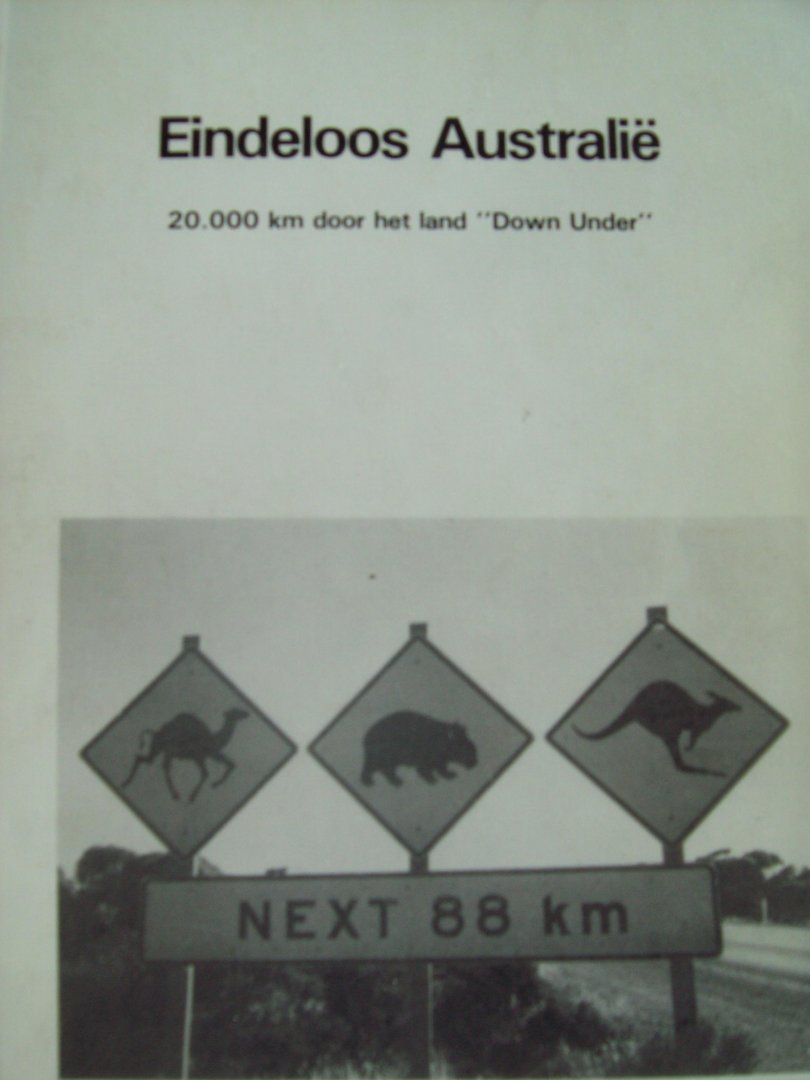 Eindeloos Australië
20.000 km door het land ''Down Under''
NEXT 88 km